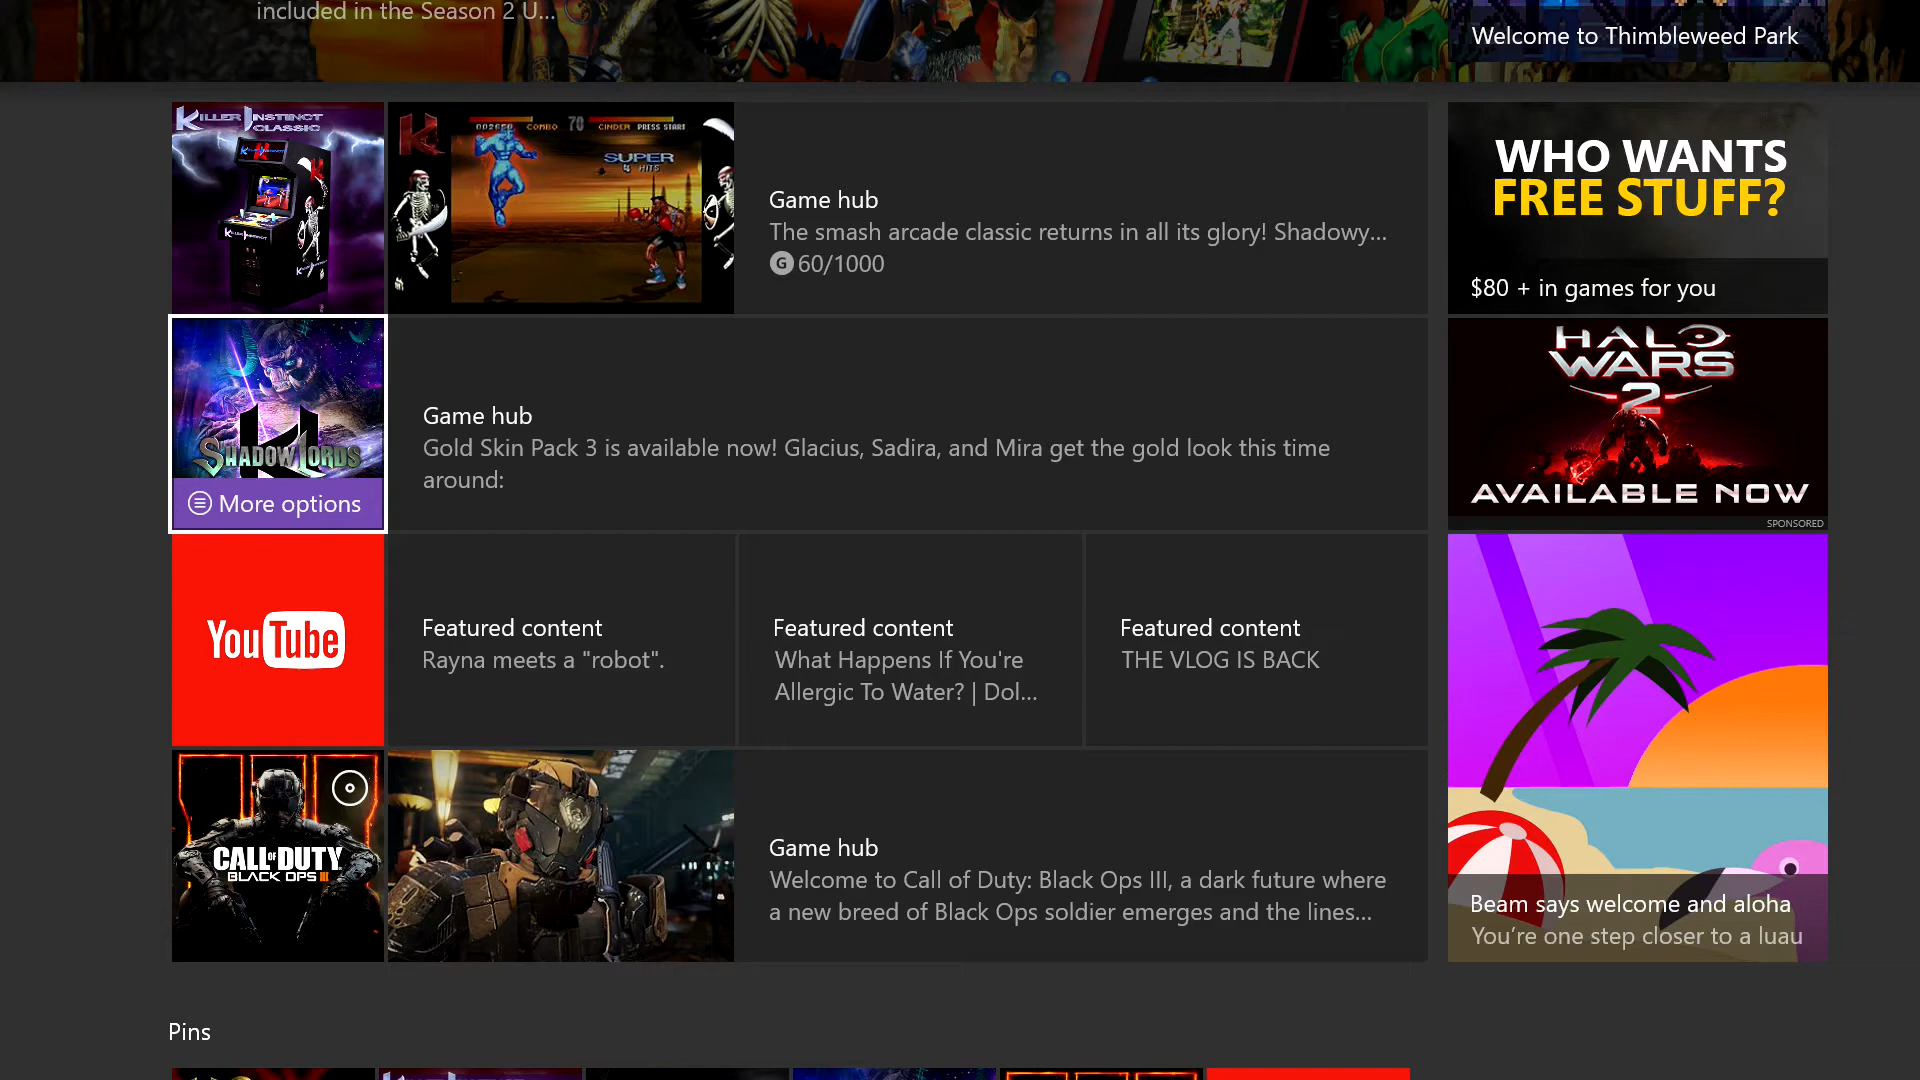 included in the Season 2 U...
Welcome to Thimbleweed Park
KILLER INSTINCT
CLASSIC
002650 COMBO 70 CINDER PRESS START
SUPER
4 HITS
Game hub
The smash arcade classic returns in all its glory! Shadowy...
G 60/1000
WHO WANTS
FREE STUFF?
$80 + in games for you
SHADOW LORDS
More options
Game hub
Gold Skin Pack 3 is available now! Glacius, Sadira, and Mira get the gold look this time
around:
HALO
WARS
2
AVAILABLE NOW
SPONSORED
YouTube
Featured content
Rayna meets a "robot".
Featured content
What Happens If You're
Allergic To Water? | Dol...
Featured content
THE VLOG IS BACK
CALL OF DUTY
BLACK OPS III
Game hub
Welcome to Call of Duty: Black Ops III, a dark future where
a new breed of Black Ops soldier emerges and the lines...
Beam says welcome and aloha
You're one step closer to a luau
Pins